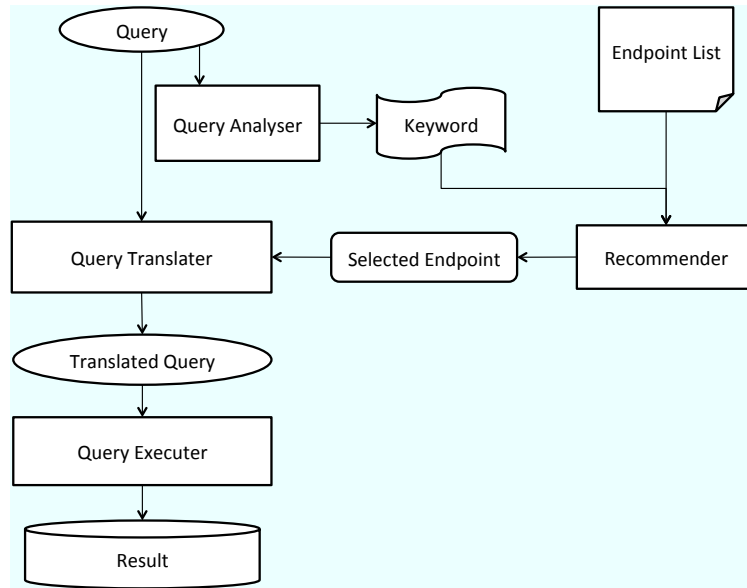 Query
Endpoint List
Query Analyser
Keyword
Query Translater
Selected Endpoint
Recommender
Translated Query
Query Executer
Result